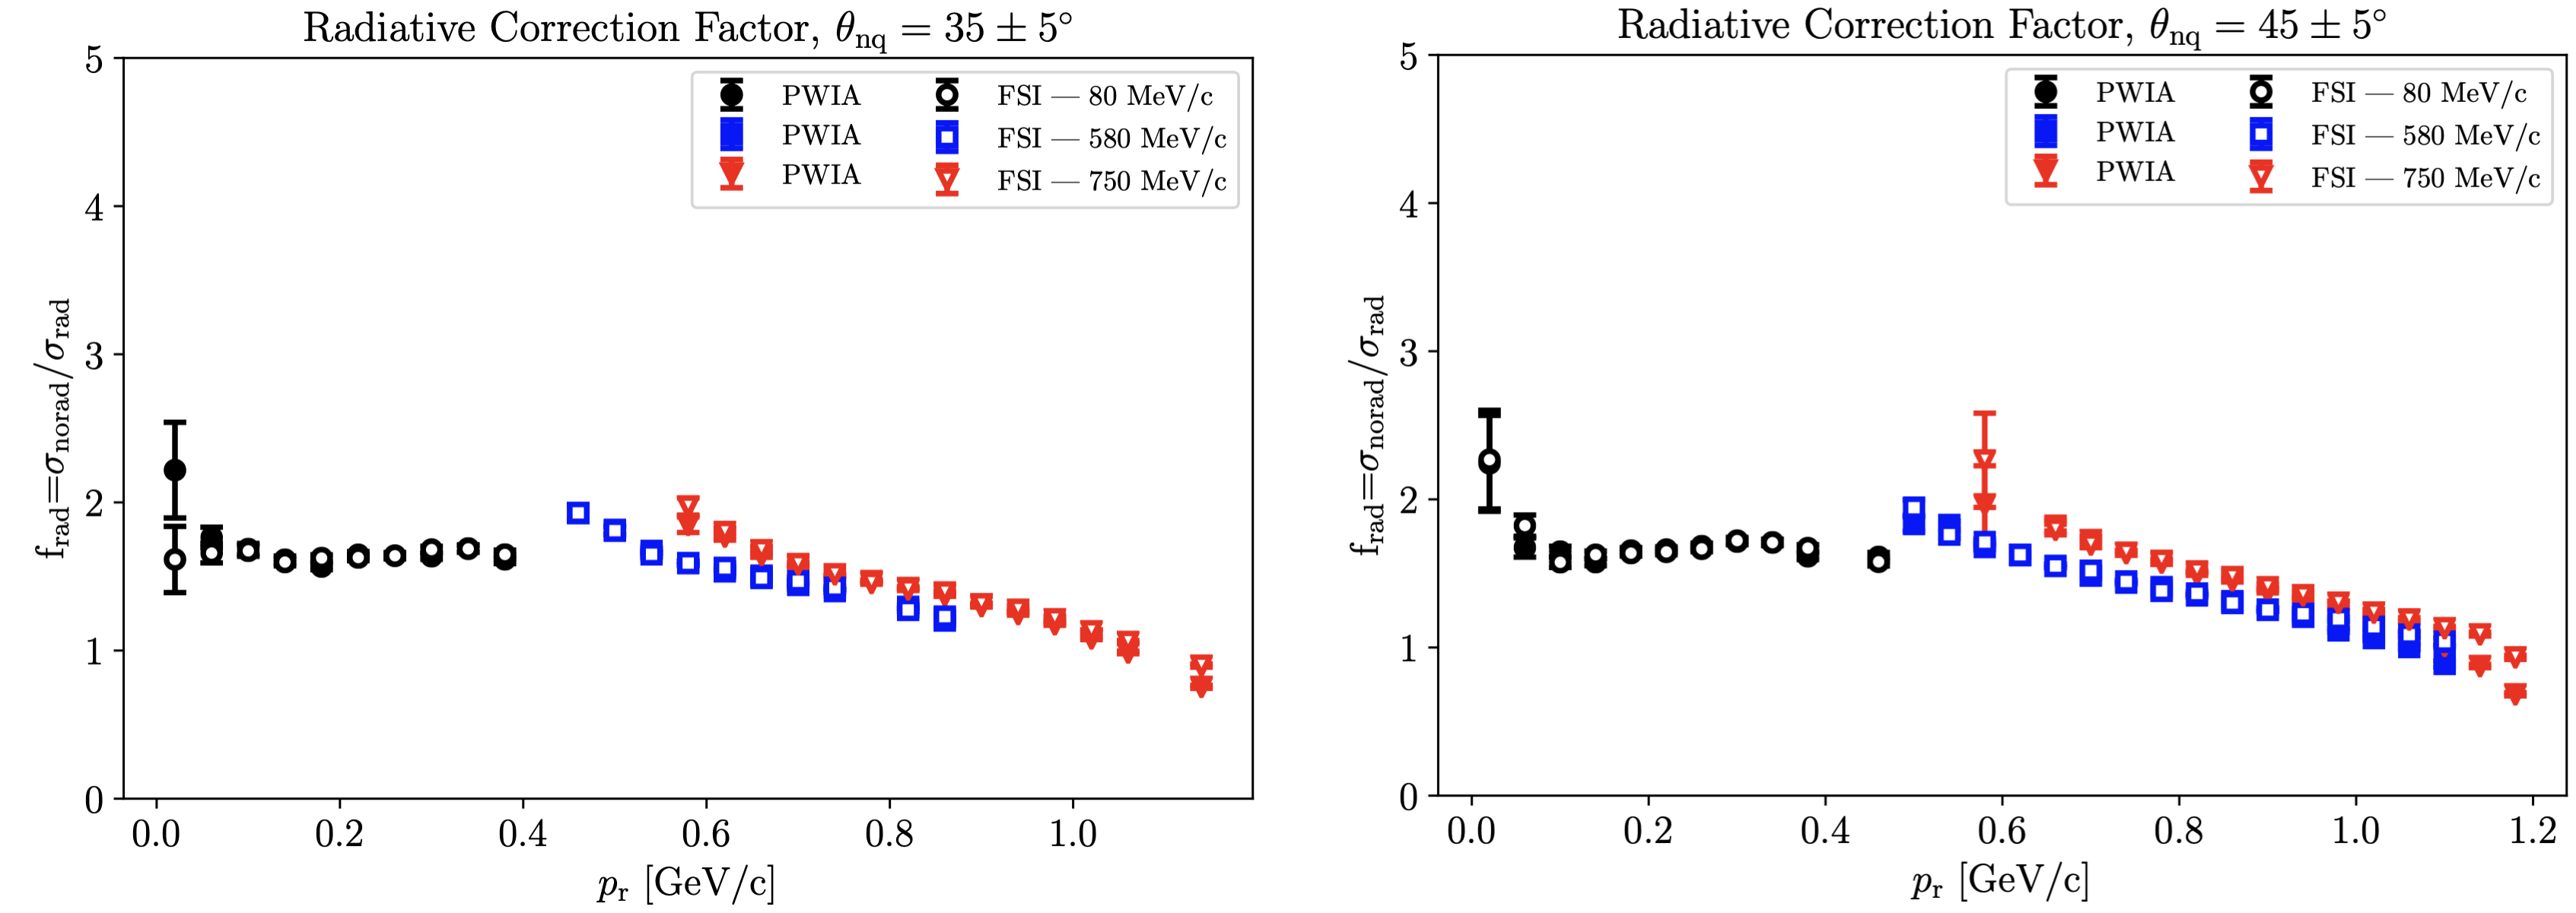 Radiative Correction Factor, θnq = 35 ± 5°
5
4
3
2
1
0
frad=σnorad/σrad
PWIA
PWIA
PWIA
FSI — 80 MeV/c
FSI — 580 MeV/c
FSI — 750 MeV/c
0.0 0.2 0.4 0.6 0.8 1.0
pr [GeV/c]
Radiative Correction Factor, θnq = 45 ± 5°
5
4
3
2
1
0
frad=σnorad/σrad
PWIA
PWIA
PWIA
FSI — 80 MeV/c
FSI — 580 MeV/c
FSI — 750 MeV/c
0.0 0.2 0.4 0.6 0.8 1.0 1.2
pr [GeV/c]